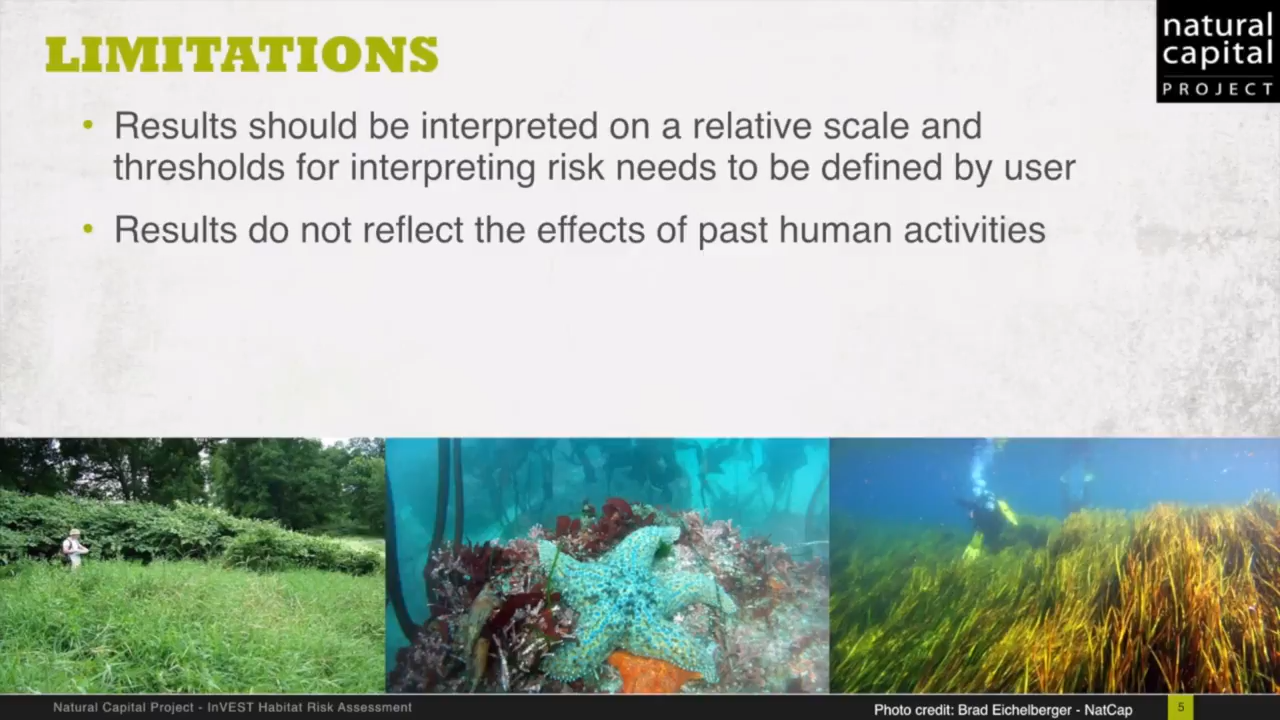 LIMITATIONS
natural
capital
PROJECT
• Results should be interpreted on a relative scale and
thresholds for interpreting risk needs to be defined by user
• Results do not reflect the effects of past human activities
Natural Capital Project - InVEST Habitat Risk Assessment
Photo credit: Brad Eichelberger - NatCap
5